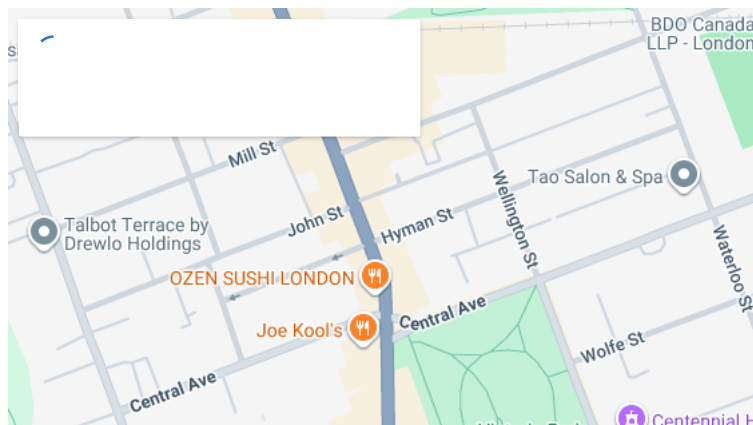 BDO Canada
LLP - London
Mill St
Tao Salon & Spa
Wellington St
John St
Hyman St
Talbot Terrace by
Drewlo Holdings
Waterloo St
OZEN SUSHI LONDON
Central Ave
Joe Kool's
Wolfe St
Central Ave
Centennial H